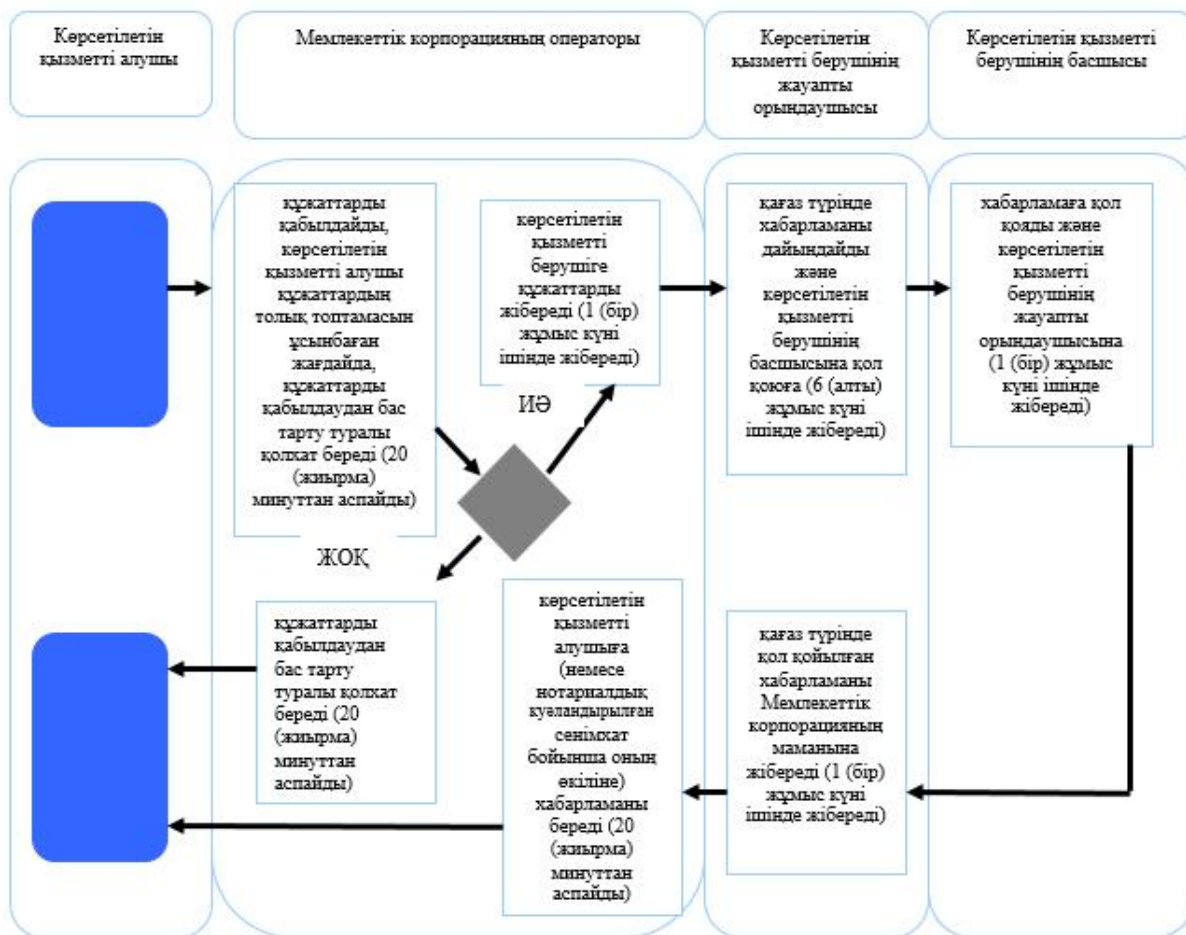 Көрсетілетін
қызметті алушы
Мемлекеттік корпорацияның операторы
Көрсетілетін
қызметті берушінің
жауапты
орындаушысы
Көрсетілетін қызметті
берушінің басшысы
құжаттарды
қабылдайды,
көрсетілетін
қызметті алушы
құжаттардың
толық топтамасын
ұсынбаған
жағдайда,
құжаттарды
қабылдаудан бас
тарту туралы
қолхат береді (20
(жиырма)
минуттан аспайды)
көрсетілетін
қызметті
берушіге
құжаттарды
жібереді (1 (бір)
жұмыс күні
ішінде жібереді)
қағаз түрінде
хабарламаны
дайындайды
және
көрсетілетін
қызметті
берушінің
басшысына қол
қоюға (6 (алты)
жұмыс күні
ішінде жібереді)
хабарламаға қол
қояды және
көрсетілетін
қызметті
берушінің
жауапты
орындаушысына
(1 (бір) жұмыс
күні ішінде
жібереді)
ИӘ
ЖОҚ
құжаттарды
қабылдаудан
бас тарту
туралы қолхат
береді (20
(жиырма)
минуттан
аспайды)
көрсетілетін
қызметті
алушыға
(немесе
нотариалдық
куәландырылған
сенімхат
бойынша оның
өкіліне)
хабарламаны
береді (20
(жиырма)
минуттан
аспайды)
қағаз түрінде
қол қойылған
хабарламаны
Мемлекеттік
корпорацияның
маманына
жібереді (1 (бір)
жұмыс күні
ішінде жібереді)